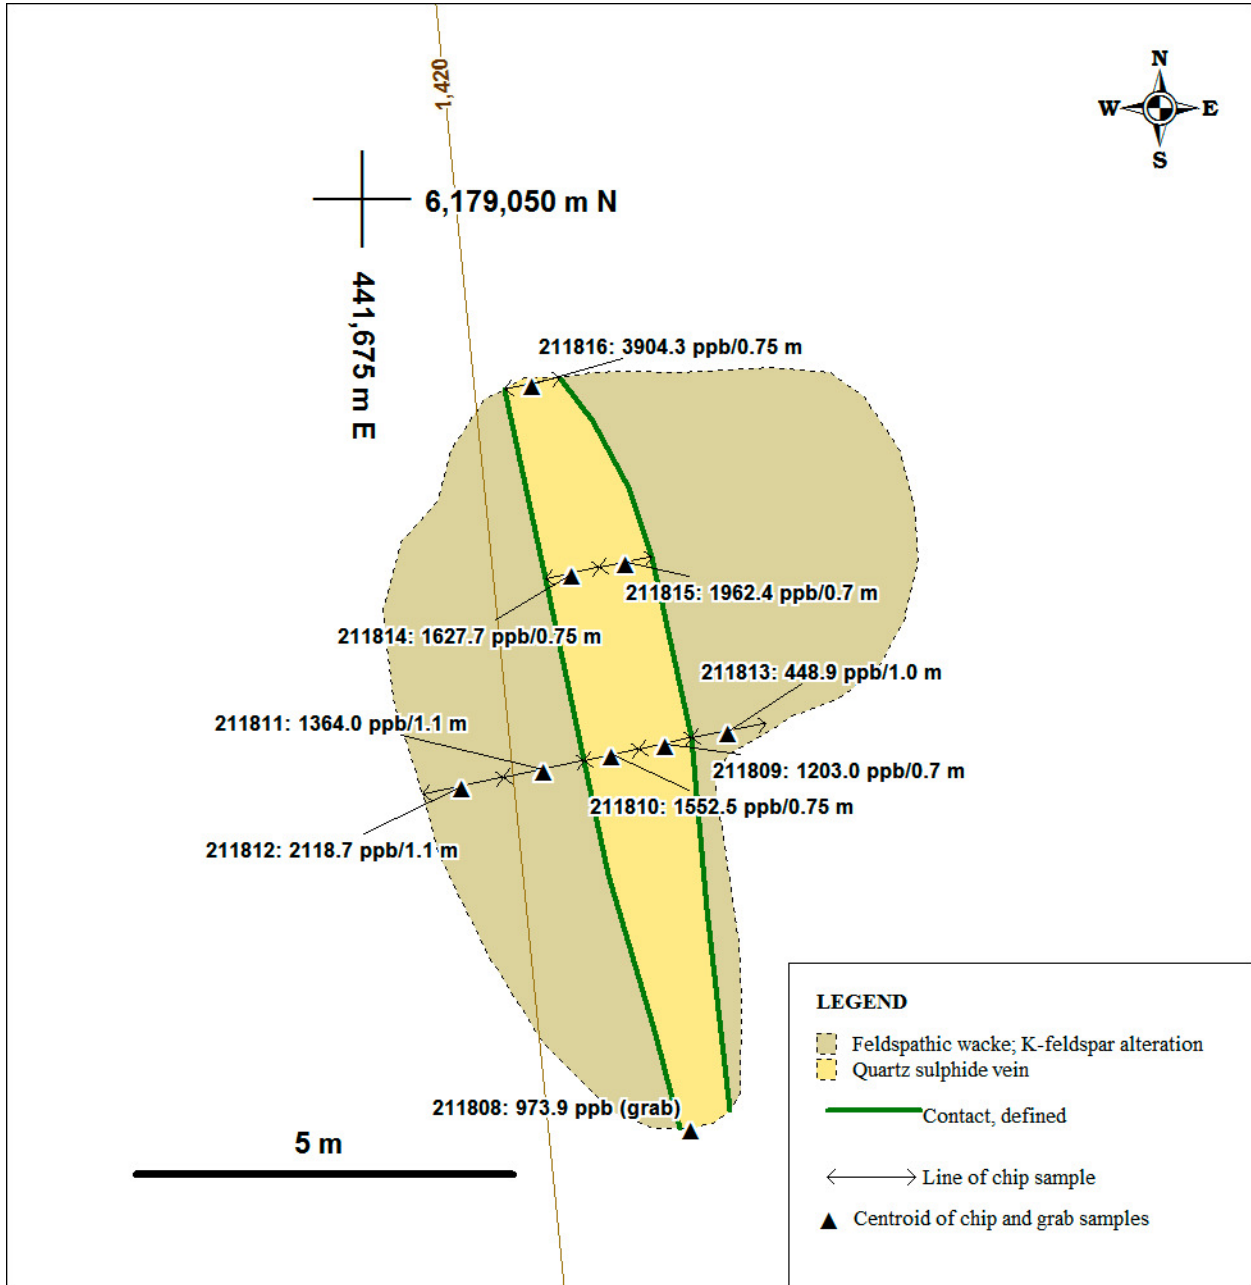 1,420
N
W E
S
6,179,050 m N
441,675 m E
211816: 3904.3 ppb/0.75 m
211815: 1962.4 ppb/0.7 m
211814: 1627.7 ppb/0.75 m
211813: 448.9 ppb/1.0 m
211811: 1364.0 ppb/1.1 m
211809: 1203.0 ppb/0.7 m
211810: 1552.5 ppb/0.75 m
211812: 2118.7 ppb/1.1 m
211808: 973.9 ppb (grab)
5 m
LEGEND
Feldspathic wacke; K-feldspar alteration
Quartz sulphide vein
Contact, defined
Line of chip sample
Centroid of chip and grab samples